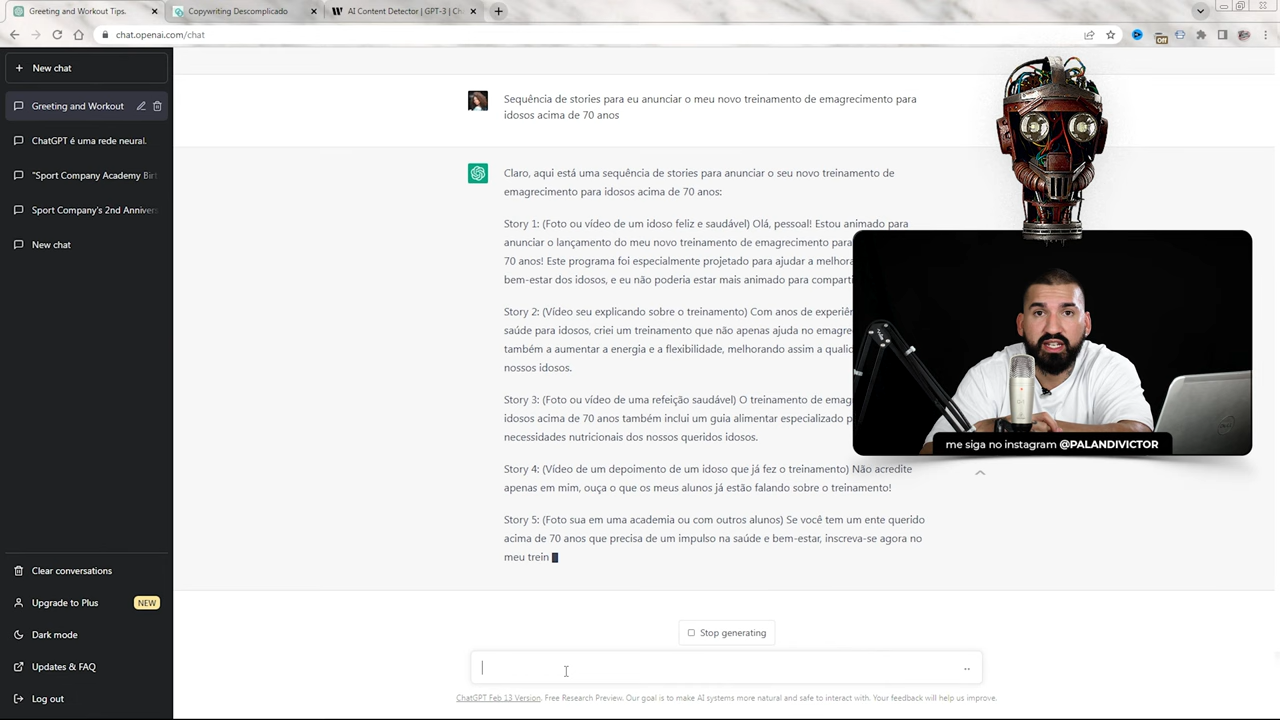 Greeting and Workout Tips.
Copywriting Descomplicado
AI Content Detector | GPT-3 | Ch
chat.openai.com/chat
Off
New chat
Greeting and Workout
ChatGPT é uma rede neural.
"Sport Company Academy Birt
Sport Company's 2nd Annivers
New chat
Sequência de stories para eu anunciar o meu novo treinamento de emagrecimento para
idosos acima de 70 anos
Claro, aqui está uma sequência de stories para anunciar o seu novo treinamento de
emagrecimento para idosos acima de 70 anos:
Story 1: (Foto ou vídeo de um idoso feliz e saudável) Olá, pessoal! Estou animado para
anunciar o lançamento do meu novo treinamento de emagrecimento para
70 anos! Este programa foi especialmente projetado para ajudar a melhora
bem-estar dos idosos, e eu não poderia estar mais animado para comparti
Story 2: (Vídeo seu explicando sobre o treinamento) Com anos de experiên
saúde para idosos, criei um treinamento que não apenas ajuda no emagre
também a aumentar a energia e a flexibilidade, melhorando assim a qualid
nossos idosos.
Story 3: (Foto ou vídeo de uma refeição saudável) O treinamento de emag
idosos acima de 70 anos também inclui um guia alimentar especializado p
necessidades nutricionais dos nossos queridos idosos.
Story 4: (Vídeo de um depoimento de um idoso que já fez o treinamento) Não acredite
apenas em mim, ouça o que os meus alunos já estão falando sobre o treinamento!
Story 5: (Foto sua em uma academia ou com outros alunos) Se você tem um ente querido
acima de 70 anos que precisa de um impulso na saúde e bem-estar, inscreva-se agora no
meu trein
me siga no instagram @PALANDIVICTOR
Clear conversations
Upgrade to Plus NEW
Dark mode
Updates & FAQ
Log out
Stop generating
ChatGPT Feb 13 Version. Free Research Preview. Our goal is to make AI systems more natural and safe to interact with. Your feedback will help us improve.